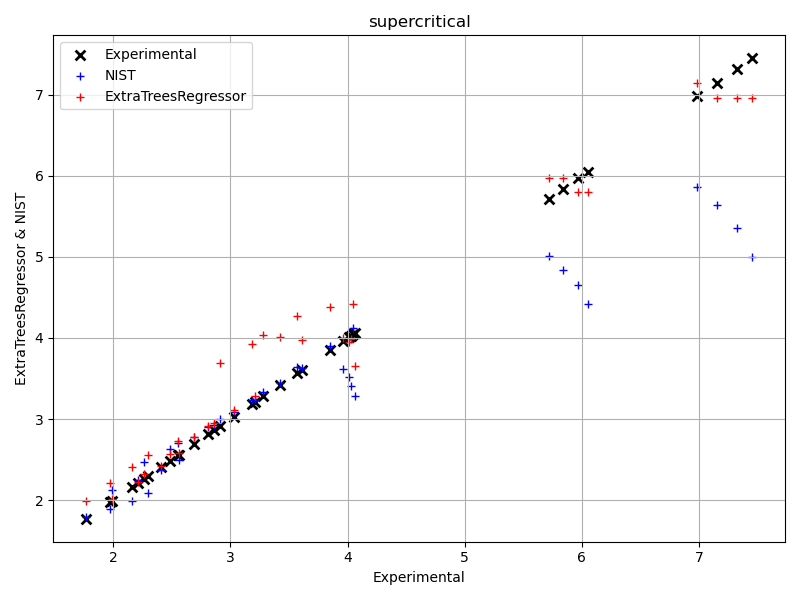 supercritical
Experimental
NIST
ExtraTreesRegressor
ExtraTreesRegressor & NIST
7
6
5
4
3
2
2 3 4 5 6 7
Experimental